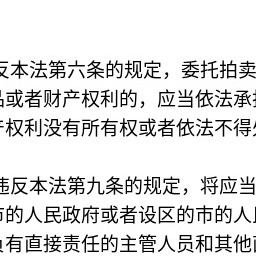 反本法第六条的规定，委托拍卖
品或者财产权利的，应当依法承
产权利没有所有权或者依法不得
违反本法第九条的规定，将应当
市的人民政府或者设区的市的人
有直接责任的主管人员和其他